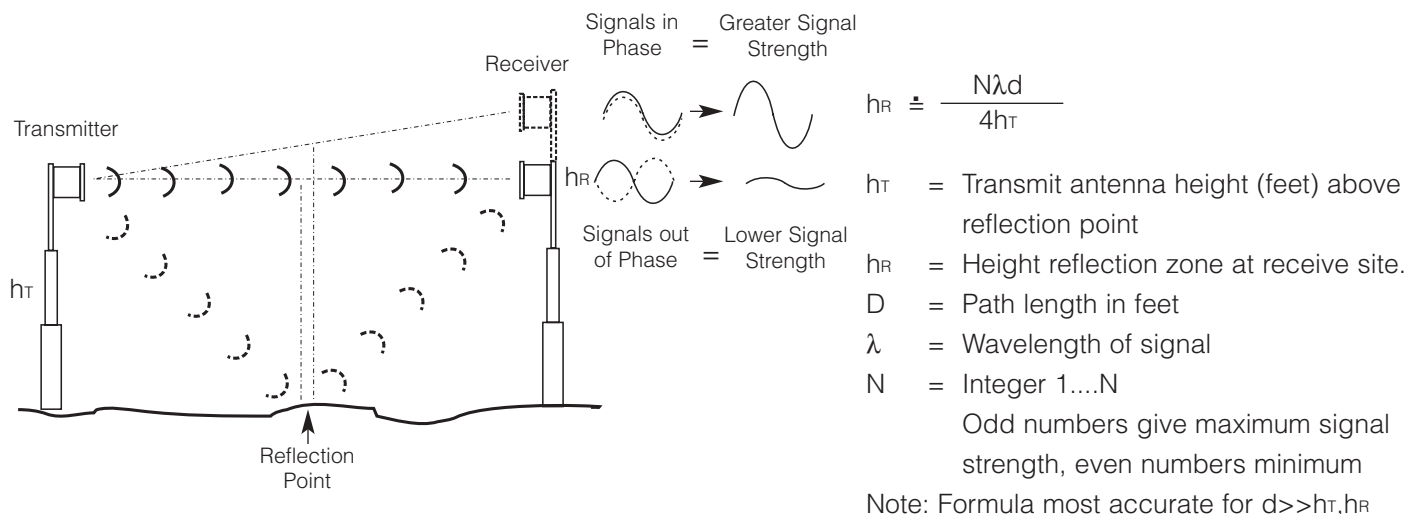 Transmitter
hT
Receiver
hR
Reflection
Point
Signals in
Phase
=
Greater Signal
Strength
Signals out
of Phase
=
Lower Signal
Strength
hR ≐ Nλd
4hT
hT = Transmit antenna height (feet) above
reflection point
hR = Height reflection zone at receive site.
D = Path length in feet
λ = Wavelength of signal
N = Integer 1....N
Odd numbers give maximum signal
strength, even numbers minimum
Note: Formula most accurate for d>>hT,hR